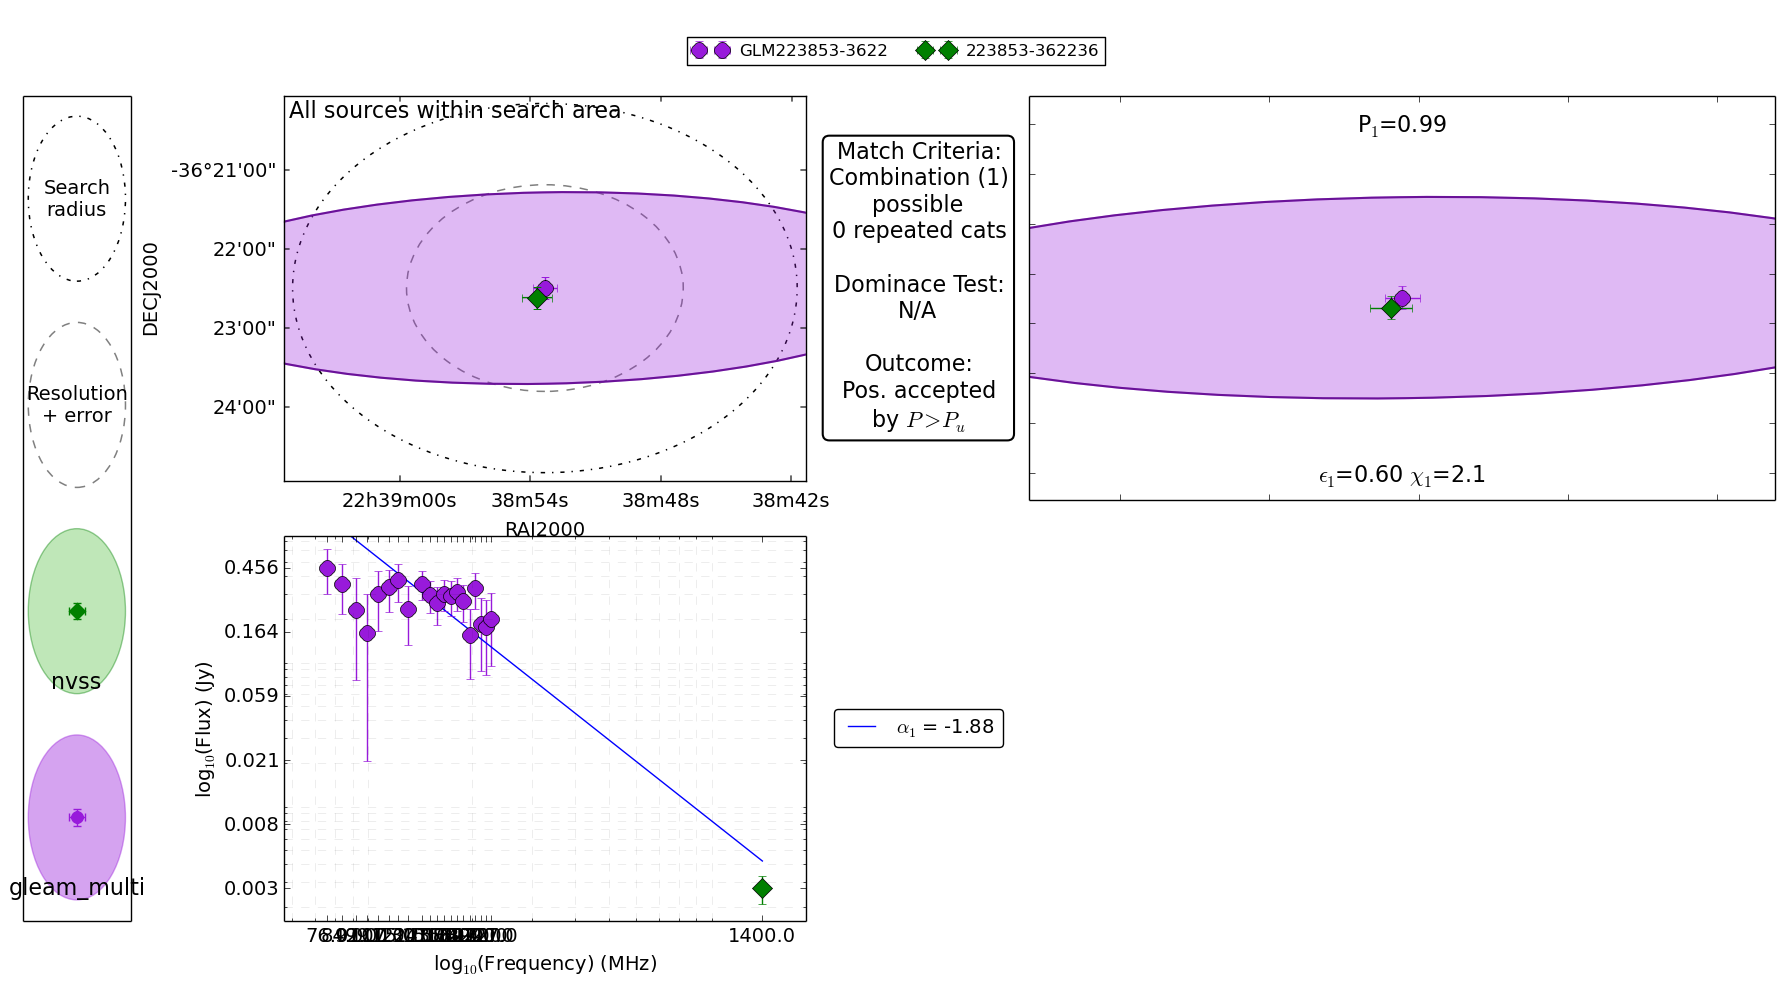 GLM223853-3622 223853-362236
Search
radius
Resolution
+ error
nvss
gleam_multi
All sources within search area
DECJ2000
-36°21'00"
22'00"
23'00"
24'00"
22h39m00s 38m54s 38m48s 38m42s
RAJ2000
Match Criteria:
Combination (1)
possible
0 repeated cats
Dominace Test:
N/A
Outcome:
Pos. accepted
by P>Pu
P1=0.99
ϵ1=0.60 χ1=2.1
log10(Flux) (Jy)
0.456
0.164
0.059
0.021
0.008
0.003
1400.0
log10(Frequency) (MHz)
α1 = -1.88